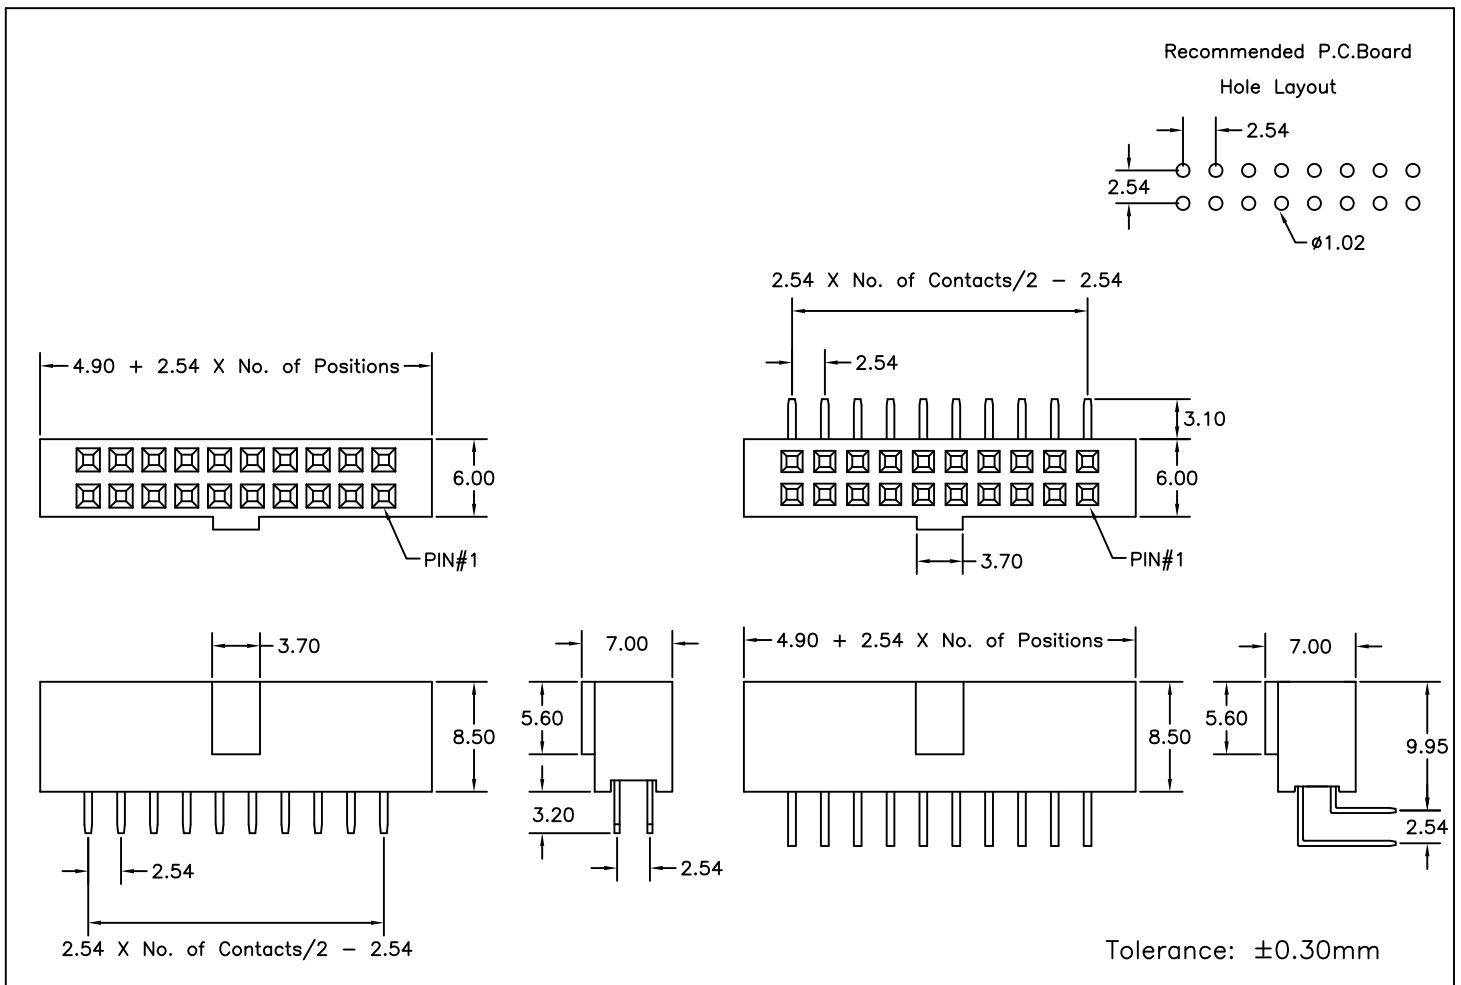 Recommended P.C.Board
Hole Layout
2.54
2.54
ø1.02
2.54 X No. of Contacts/2 - 2.54
4.90 + 2.54 X No. of Positions
2.54
3.10
6.00
6.00
PIN#1
3.70
PIN#1
3.70
7.00
4.90 + 2.54 X No. of Positions
7.00
5.60
8.50
8.50
5.60
9.95
3.20
2.54
2.54
2.54
2.54 X No. of Contacts/2 - 2.54
Tolerance: ±0.30mm